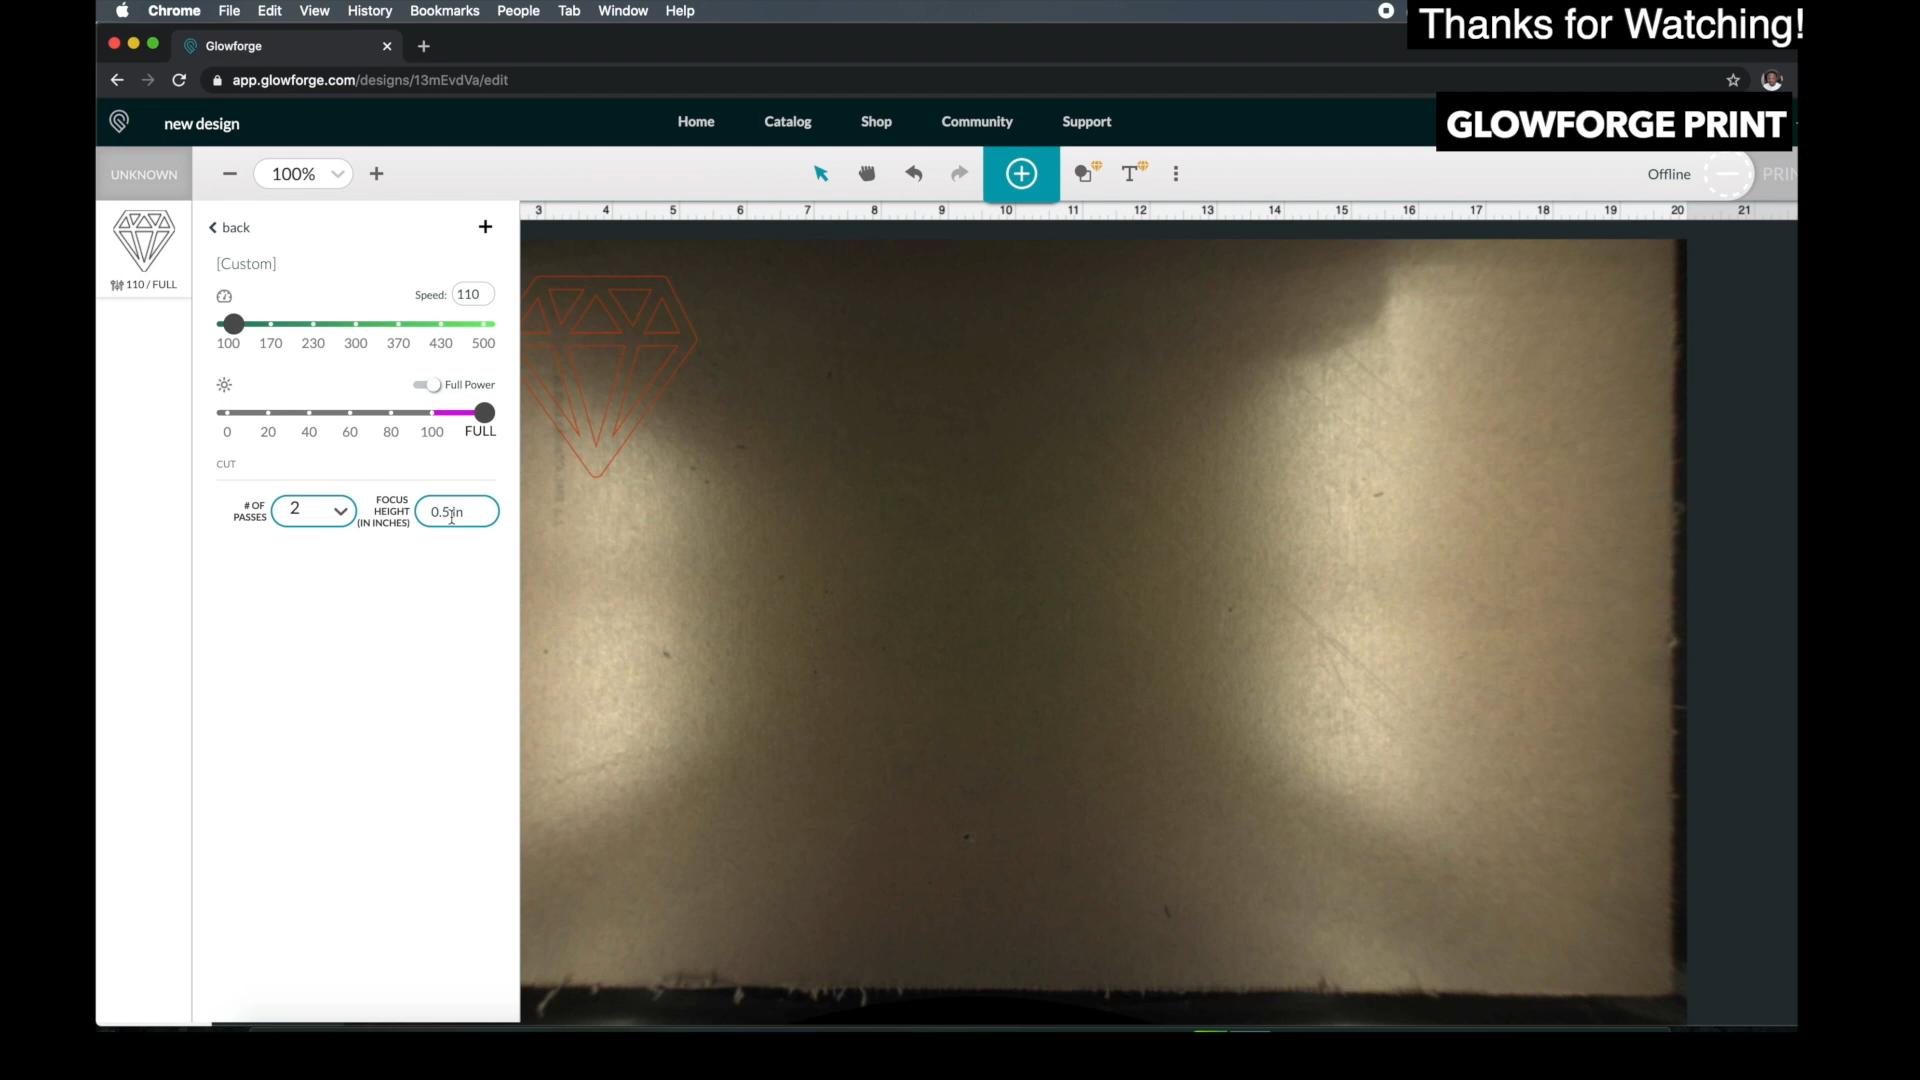 Chrome File Edit View History Bookmarks People Tab Window Help
Thanks for Watching!
Glowforge
app.glowforge.com/designs/13mEvdVa/edit
new design
Home Catalog Shop Community Support
GLOWFORGE PRINT
UNKNOWN
100%
Offline
PRIN
3 4 5 6 7 8 9 10 11 12 13 14 15 16 17 18 19 20 21
back
[Custom]
110 / FULL
Speed: 110
100 170 230 300 370 430 500
Full Power
0 20 40 60 80 100 FULL
CUT
# OF
PASSES
2
FOCUS
HEIGHT
(IN INCHES)
0.5in